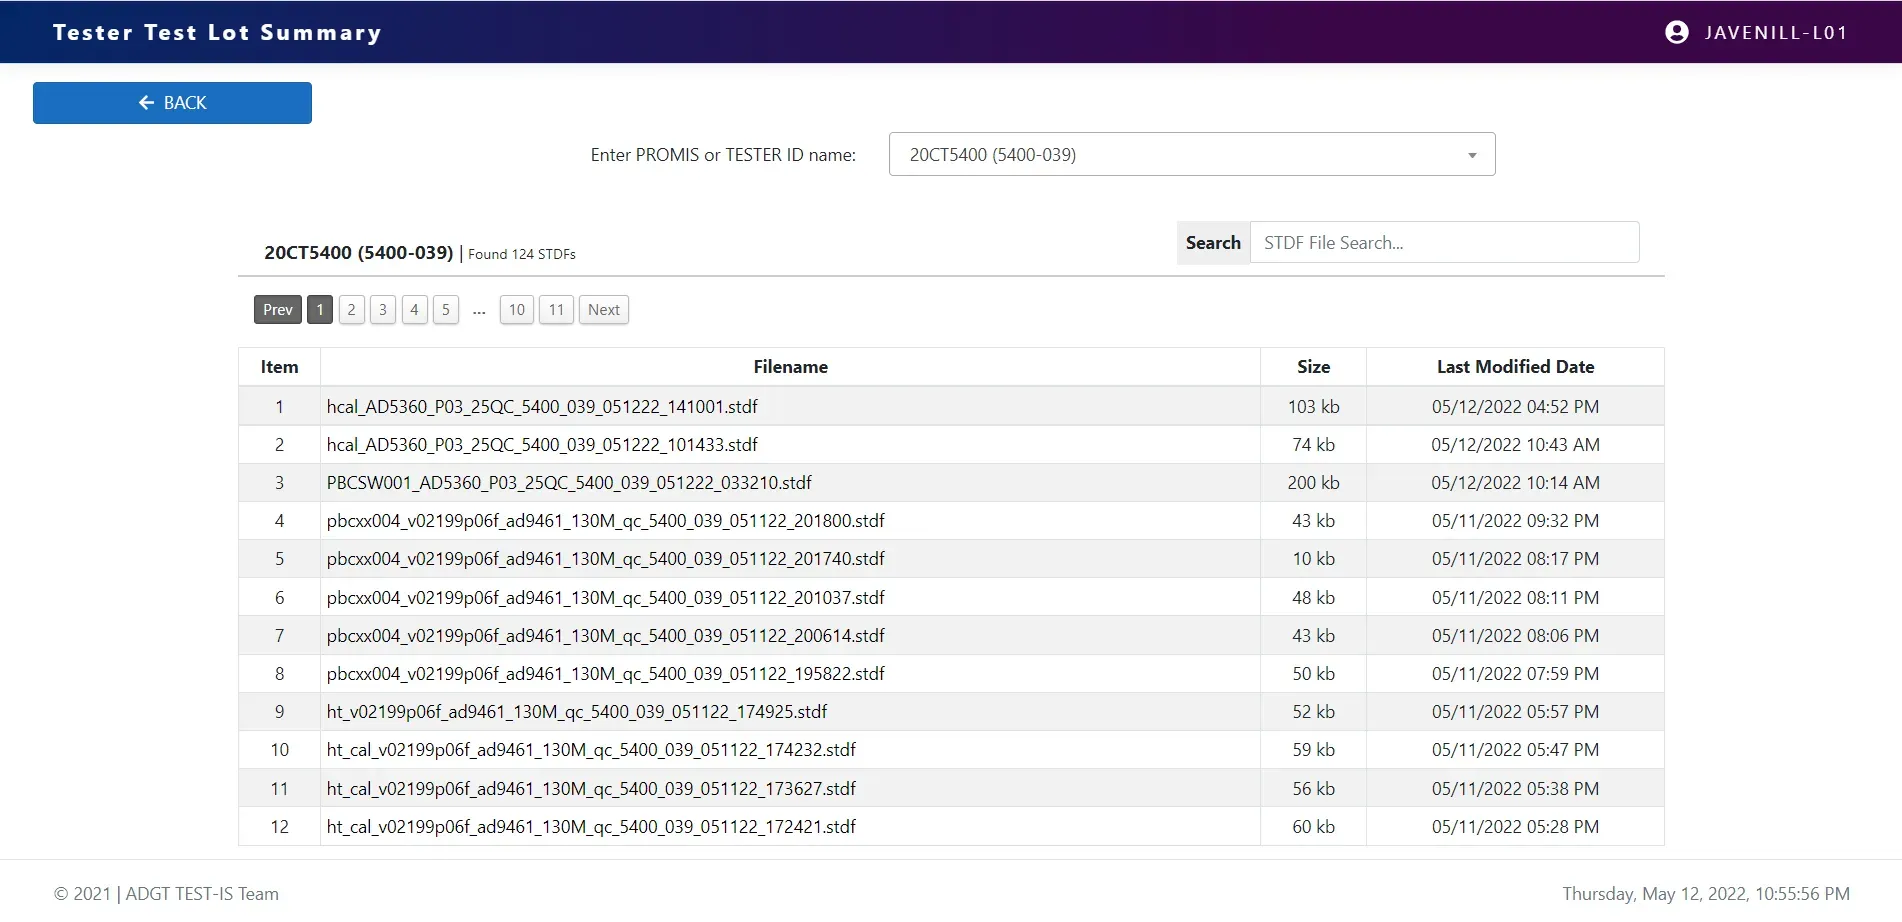 Tester Test Lot Summary JAVENILL-L01
BACK
Enter PROMIS or TESTER ID name: 20CT5400 (5400-039)
20CT5400 (5400-039) | Found 124 STDFs Search STDF File Search...
Prev 1 2 3 4 5 ... 10 11 Next
Item Filename Size Last Modified Date
1 hcal_AD5360_P03_25QC_5400_039_051222_141001.stdf 103 kb 05/12/2022 04:52 PM
2 hcal_AD5360_P03_25QC_5400_039_051222_101433.stdf 74 kb 05/12/2022 10:43 AM
3 PBCSW001_AD5360_P03_25QC_5400_039_051222_033210.stdf 200 kb 05/12/2022 10:14 AM
4 pbcxx004_v02199p06f_ad9461_130M_qc_5400_039_051122_201800.stdf 43 kb 05/11/2022 09:32 PM
5 pbcxx004_v02199p06f_ad9461_130M_qc_5400_039_051122_201740.stdf 10 kb 05/11/2022 08:17 PM
6 pbcxx004_v02199p06f_ad9461_130M_qc_5400_039_051122_201037.stdf 48 kb 05/11/2022 08:11 PM
7 pbcxx004_v02199p06f_ad9461_130M_qc_5400_039_051122_200614.stdf 43 kb 05/11/2022 08:06 PM
8 pbcxx004_v02199p06f_ad9461_130M_qc_5400_039_051122_195822.stdf 50 kb 05/11/2022 07:59 PM
9 ht_v02199p06f_ad9461_130M_qc_5400_039_051122_174925.stdf 52 kb 05/11/2022 05:57 PM
10 ht_cal_v02199p06f_ad9461_130M_qc_5400_039_051122_174232.stdf 59 kb 05/11/2022 05:47 PM
11 ht_cal_v02199p06f_ad9461_130M_qc_5400_039_051122_173627.stdf 56 kb 05/11/2022 05:38 PM
12 ht_cal_v02199p06f_ad9461_130M_qc_5400_039_051122_172421.stdf 60 kb 05/11/2022 05:28 PM
© 2021 | ADGT TEST-IS Team Thursday, May 12, 2022, 10:55:56 PM